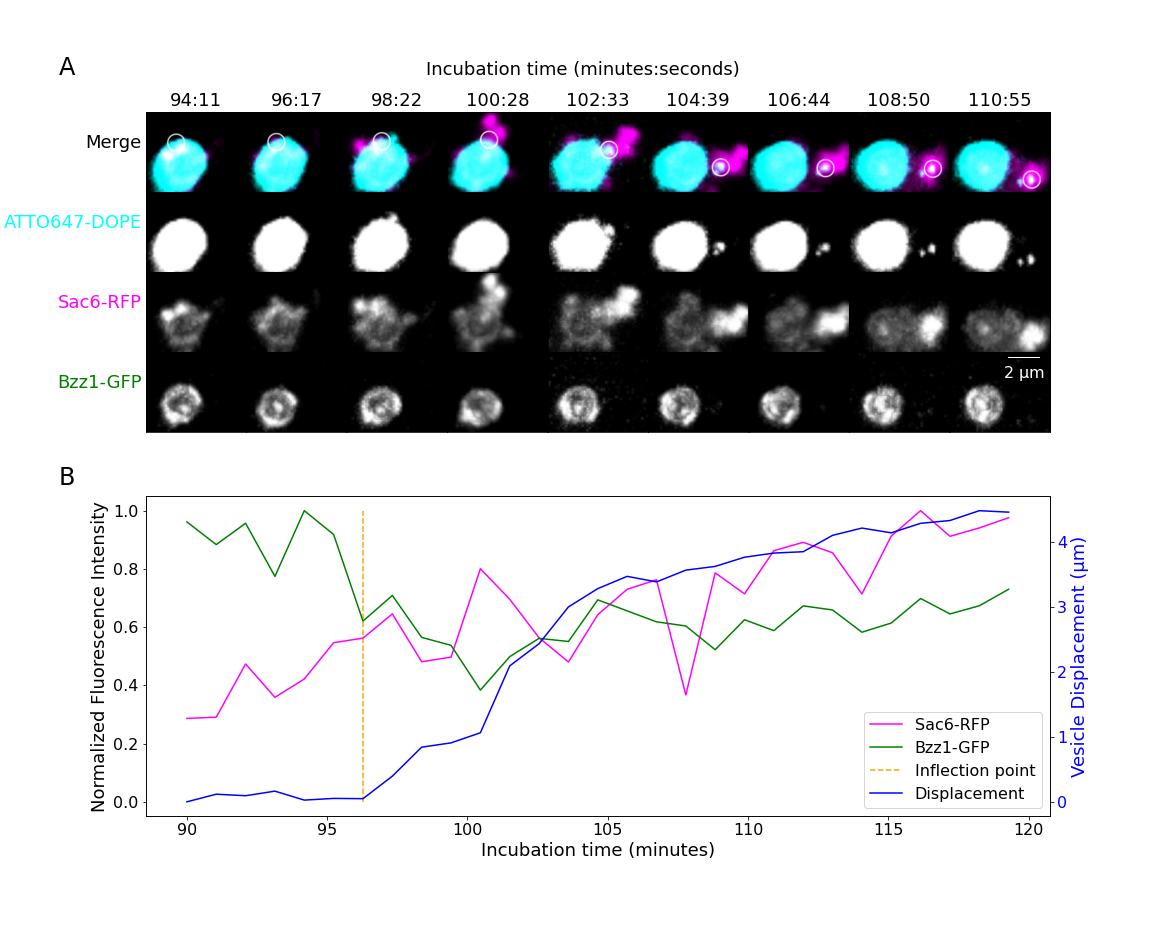 A
Incubation time (minutes:seconds)
94:11 96:17 98:22 100:28 102:33 104:39 106:44 108:50 110:55
Merge
ATTO647-DOPE
Sac6-RFP
Bzz1-GFP
2 μm
B
Normalized Fluorescence Intensity
1.0
0.8
0.6
0.4
0.2
0.0
4
3
2
1
0
Vesicle Displacement (μm)
Sac6-RFP
Bzz1-GFP
Inflection point
Displacement
90 95 100 105 110 115 120
Incubation time (minutes)